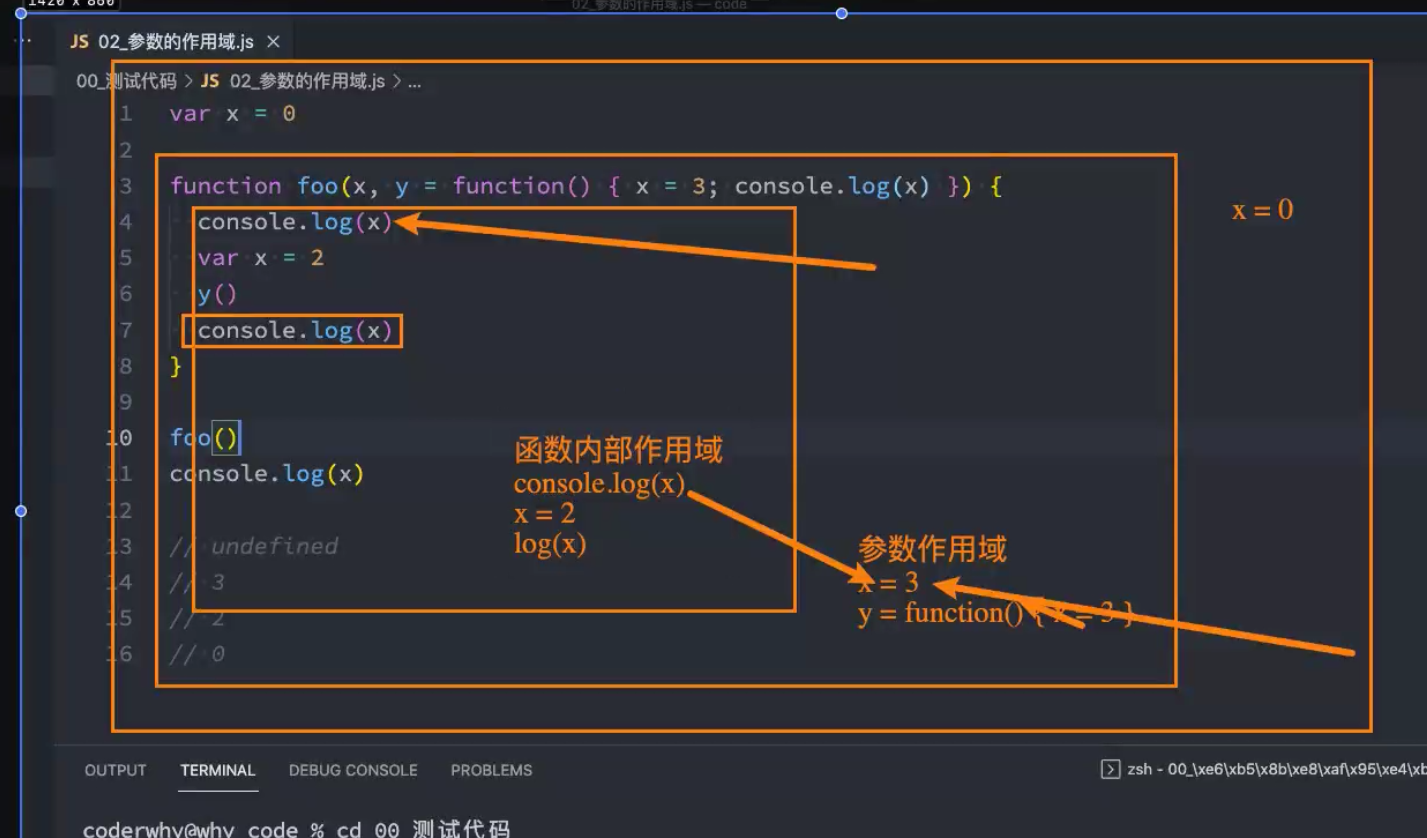 1420 x 860
02_参数的作用域.js — code
JS 02_参数的作用域.js ×
00_测试代码 > JS 02_参数的作用域.js > ...
1 var x = 0
2
3 function foo(x, y = function() { x = 3; console.log(x) }) {
x = 0
4 console.log(x)
5 var x = 2
6 y()
7 console.log(x)
8 }
9
10 foo()
11 console.log(x)
12
13 // undefined
14 // 3
15 // 2
16 // 0
函数内部作用域
console.log(x)
x = 2
log(x)
参数作用域
x = 3
y = function() { x = 3 }
OUTPUT TERMINAL DEBUG CONSOLE PROBLEMS
zsh - 00_\xe6\xb5\x8b\xe8\xaf\x95\xe4\xb
coderwhy@why code % cd 00_测试代码